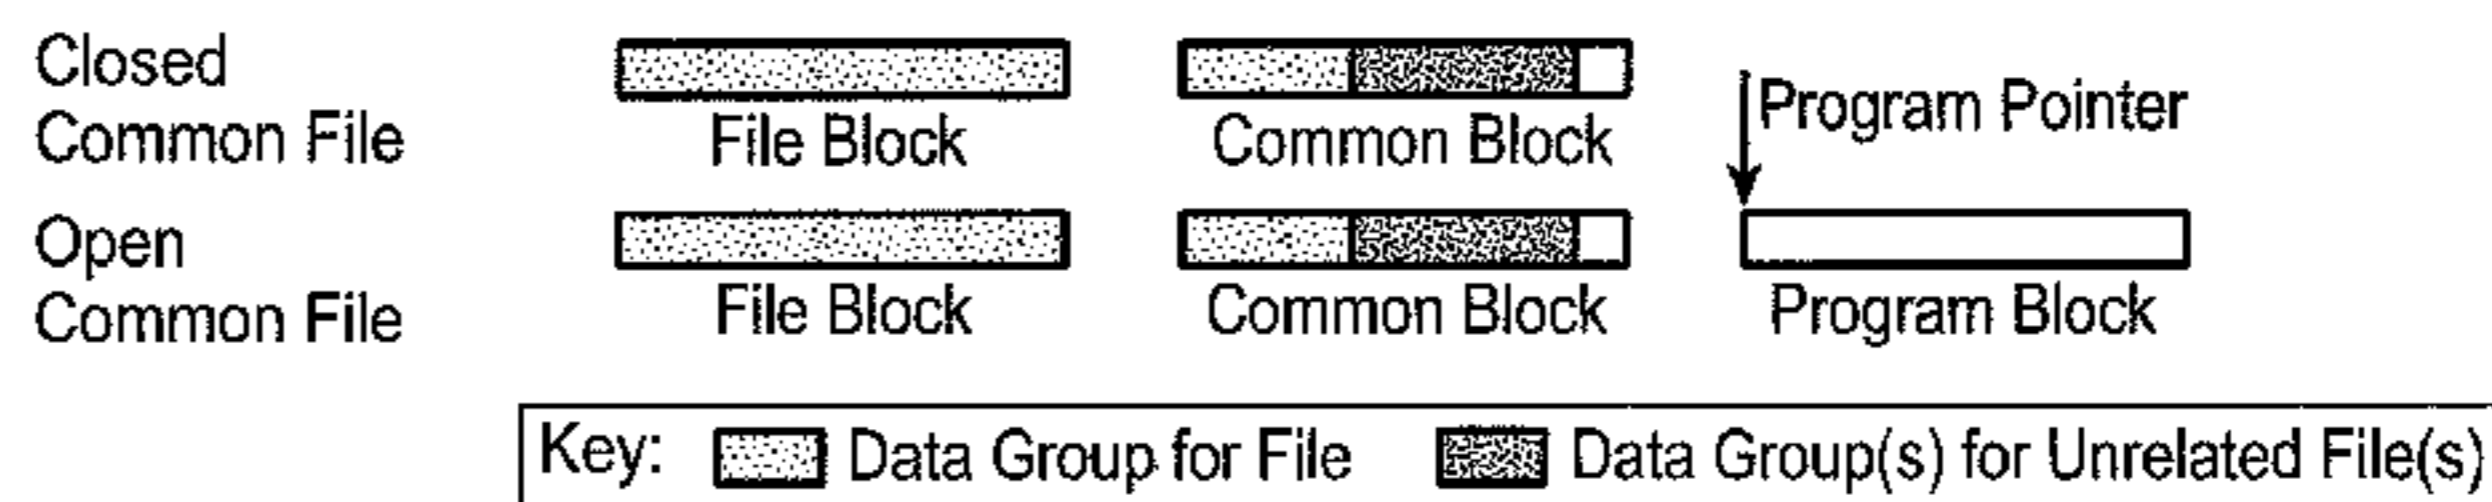 Closed
Common File
File Block
Common Block
Program Pointer
Open
Common File
File Block
Common Block
Program Block
Key: Data Group for File Data Group(s) for Unrelated File(s)